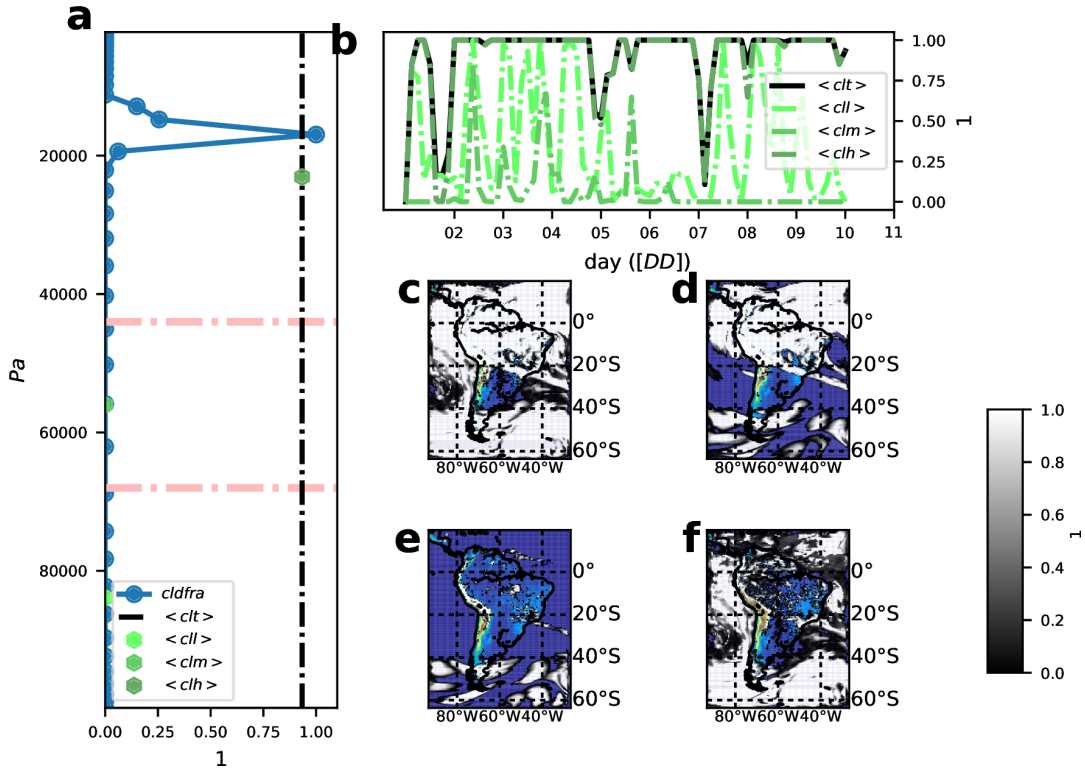 a
Pa
20000
40000
60000
80000
0.00 0.25 0.50 0.75 1.00
1
cldfra
< clt >
< cll >
< clm >
< clh >
b
1.00
0.75
0.50
0.25
0.00
1
< clt >
< cll >
< clm >
< clh >
02 03 04 05 06 07 08 09 10 11
day ([DD])
c
0°
20°S
40°S
60°S
80°W60°W40°W
d
0°
20°S
40°S
60°S
80°W60°W40°W
e
0°
20°S
40°S
60°S
80°W60°W40°W
f
0°
20°S
40°S
60°S
80°W60°W40°W
1.0
0.8
0.6
0.4
0.2
0.0
1